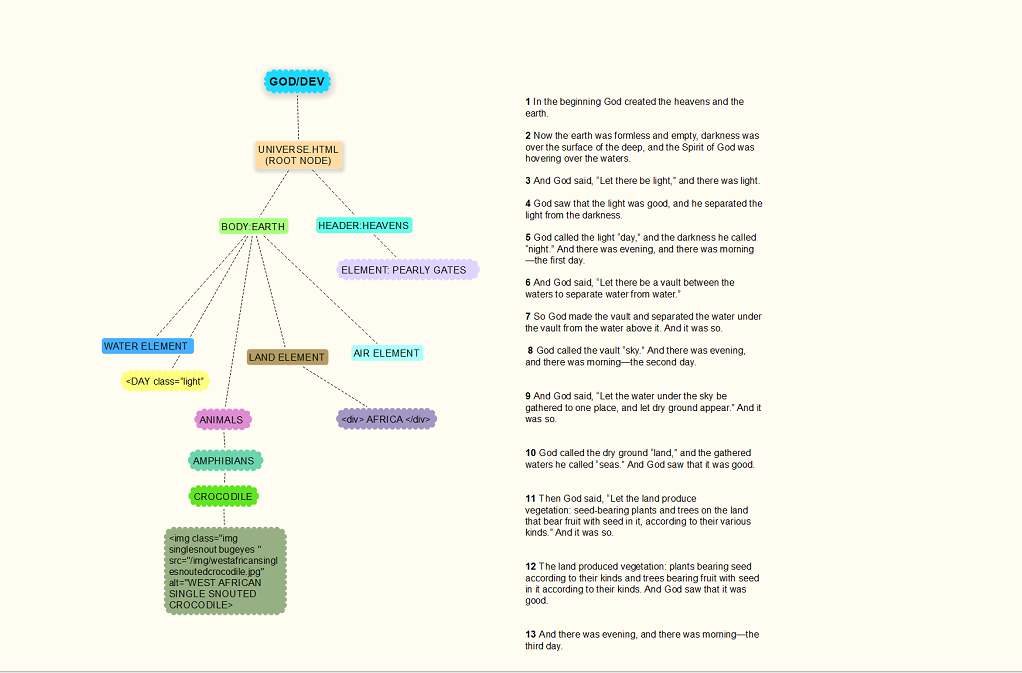 GOD/DEV
UNIVERSE.HTML
(ROOT NODE)
BODY:EARTH
HEADER:HEAVENS
ELEMENT: PEARLY GATES
WATER ELEMENT
LAND ELEMENT
AIR ELEMENT
<DAY class="light"
ANIMALS
<div> AFRICA </div>
AMPHIBIANS
CROCODILE
<img class="img
singlesnout bugeyes "
src="/img/westafricansingl
esnoutedcrocodile.jpg"
alt="WEST AFRICAN
SINGLE SNOUTED
CROCODILE>
1 In the beginning God created the heavens and the
earth.
2 Now the earth was formless and empty, darkness was
over the surface of the deep, and the Spirit of God was
hovering over the waters.
3 And God said, “Let there be light,” and there was light.
4 God saw that the light was good, and he separated the
light from the darkness.
5 God called the light “day,” and the darkness he called
“night.” And there was evening, and there was morning
—the first day.
6 And God said, “Let there be a vault between the
waters to separate water from water.”
7 So God made the vault and separated the water under
the vault from the water above it. And it was so.
8 God called the vault “sky.” And there was evening,
and there was morning—the second day.
9 And God said, “Let the water under the sky be
gathered to one place, and let dry ground appear.” And it
was so.
10 God called the dry ground “land,” and the gathered
waters he called “seas.” And God saw that it was good.
11 Then God said, “Let the land produce
vegetation: seed-bearing plants and trees on the land
that bear fruit with seed in it, according to their various
kinds.” And it was so.
12 The land produced vegetation: plants bearing seed
according to their kinds and trees bearing fruit with seed
in it according to their kinds. And God saw that it was
good.
13 And there was evening, and there was morning—the
third day.